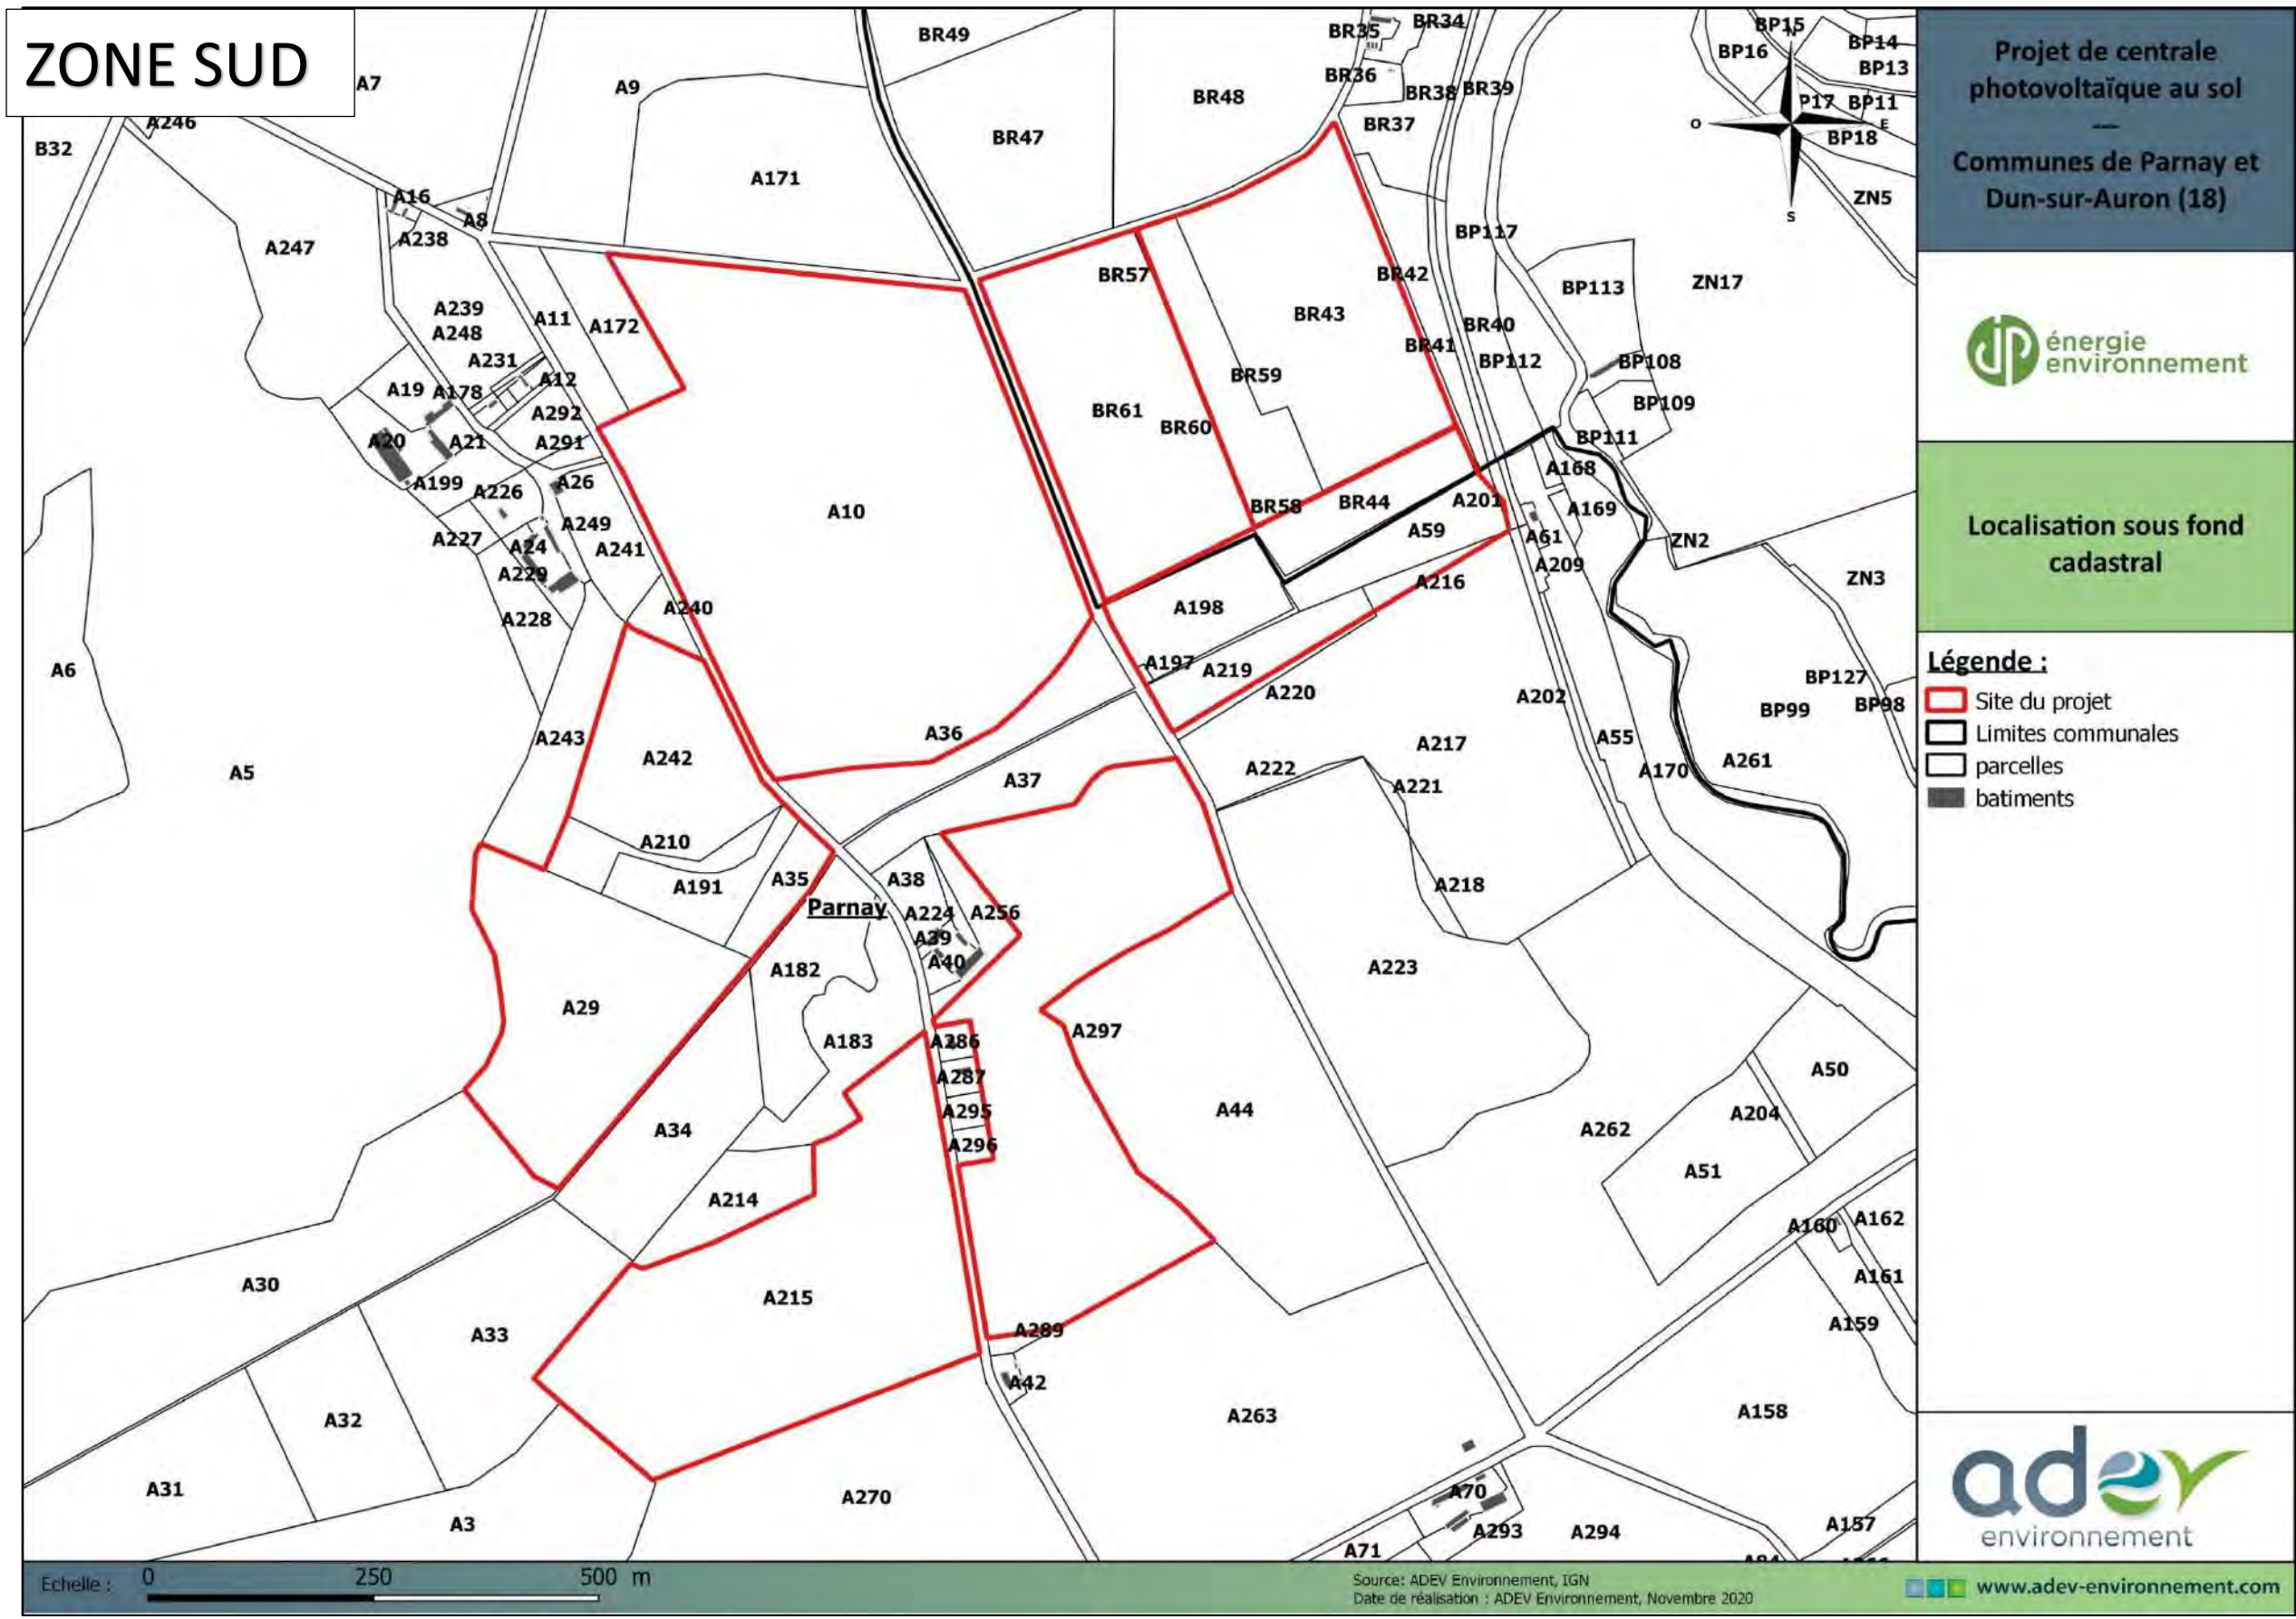 ZONE SUD
A7
A9
BR49
BR48
BR35
BR34
BP15
BP16
BP14
BP13
BR36
BR38
BR39
P17
BP11
BP18
BR37
BR47
A246
B32
A171
A16
A8
A238
A247
ZN5
N
O
E
S
Projet de centrale
photovoltaïque au sol
---
Communes de Parnay et
Dun-sur-Auron (18)
BP117
BR57
BR42
BP113
ZN17
A239
A248
A11
A172
BR43
BR40
BR41
BP112
BP108
A231
A12
A19
A178
A292
A291
BR59
BR61
BR60
BP109
BP111
énergie
environnement
A20
A21
A199
A226
A26
A249
A227
A24
A241
A229
A228
A240
A10
BR58
BR44
A201
A59
A168
A169
A61
A209
ZN2
ZN3
Localisation sous fond
cadastral
A198
A216
A197
A219
A220
A202
A217
A55
A170
A261
BP99
BP127
BP98
A6
A5
A243
A242
A36
A37
A222
A221
A218
Légende :
Site du projet
Limites communales
parcelles
batiments
A210
A191
A35
Parnay
A38
A224
A256
A39
A40
A182
A183
A29
A34
A286
A287
A295
A296
A297
A44
A223
A262
A50
A204
A51
A160
A162
A161
A159
A214
A215
A30
A33
A32
A31
A3
A289
A42
A263
A270
A158
A70
A293
A294
A157
A71
adev
environnement
Echelle :
0 250 500 m
Source: ADEV Environnement, IGN
Date de réalisation : ADEV Environnement, Novembre 2020
www.adev-environnement.com